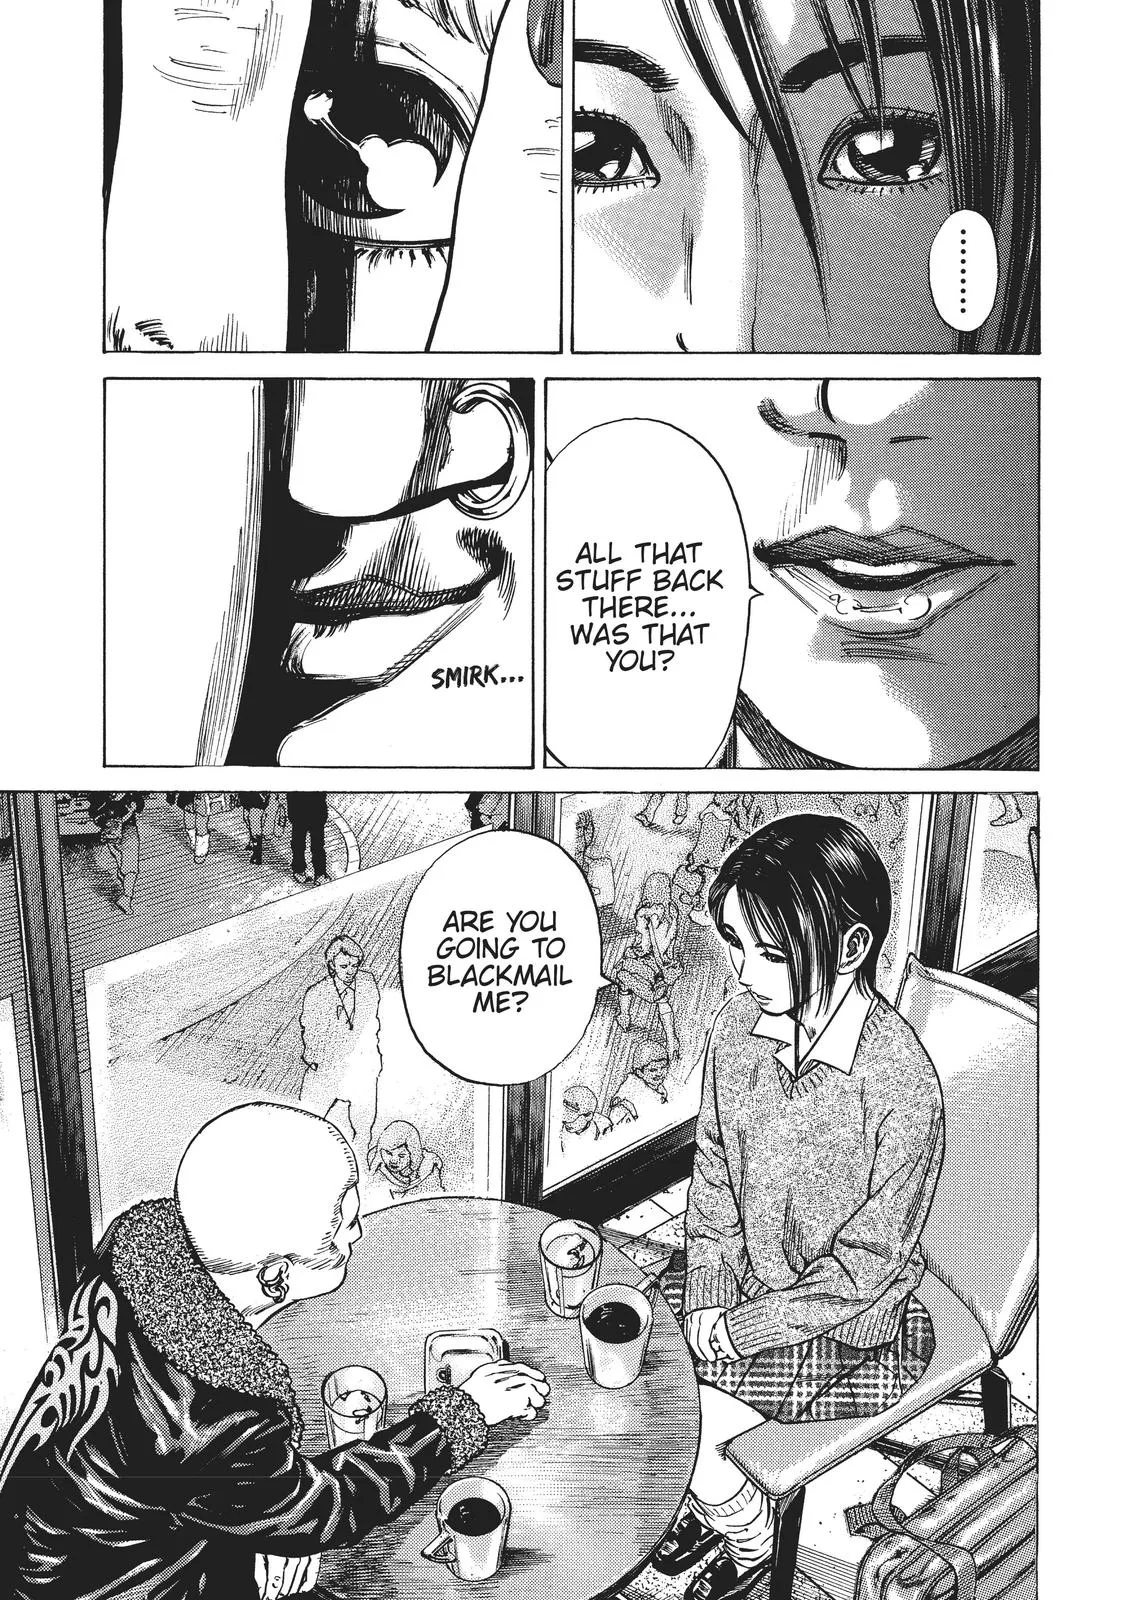 .........
ALL THAT
STUFF BACK
THERE...
WAS THAT
YOU?
SMIRK...
ARE YOU
GOING TO
BLACKMAIL
ME?